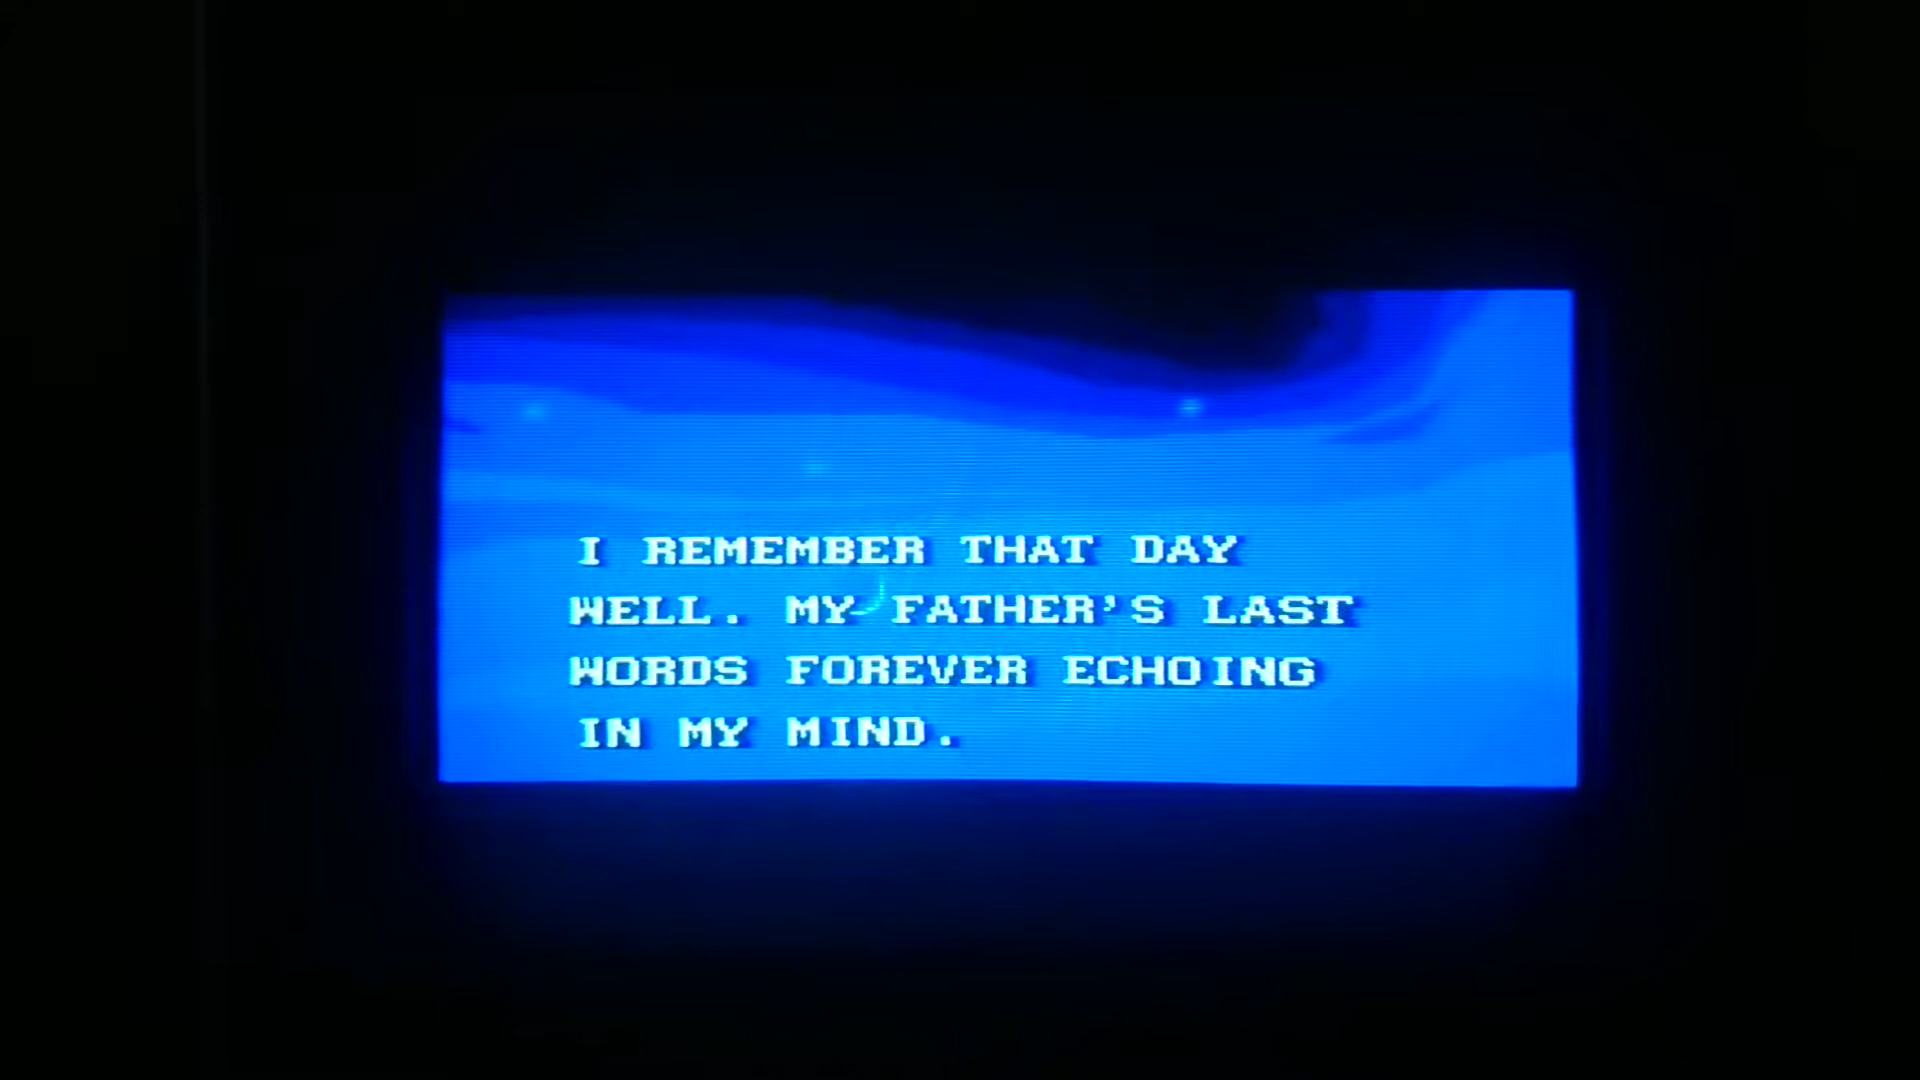 I REMEMBER THAT DAY
WELL. MY FATHER'S LAST
WORDS FOREVER ECHOING
IN MY MIND.